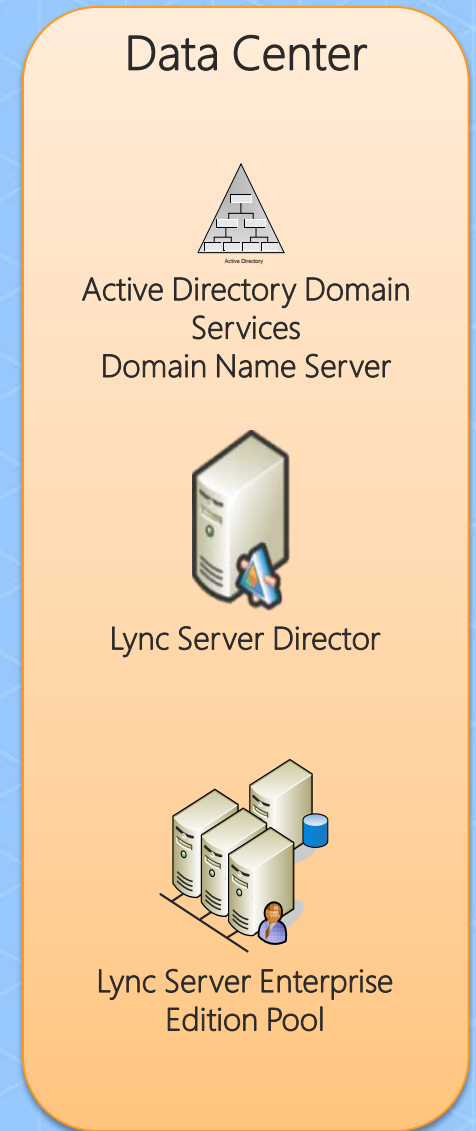 Data Center
Active Directory
Active Directory Domain
Services
Domain Name Server
Lync Server Director
Lync Server Enterprise
Edition Pool